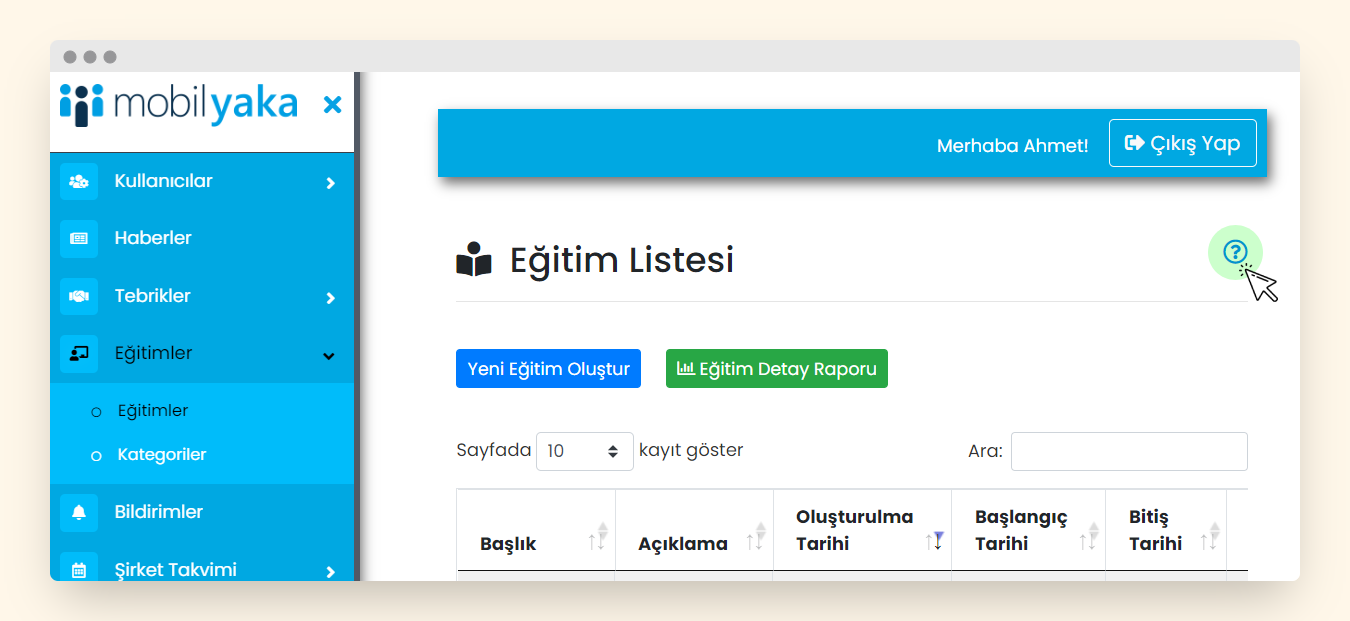 mobilyaka
Merhaba Ahmet!
Çıkış Yap
Kullanıcılar
Haberler
Tebrikler
Eğitimler
Eğitimler
Kategoriler
Bildirimler
Şirket Takvimi
Eğitim Listesi
?
Yeni Eğitim Oluştur
Eğitim Detay Raporu
Sayfada 10 kayıt göster
Ara:
Başlık
Açıklama
Oluşturulma
Tarihi
Başlangıç
Tarihi
Bitiş
Tarihi